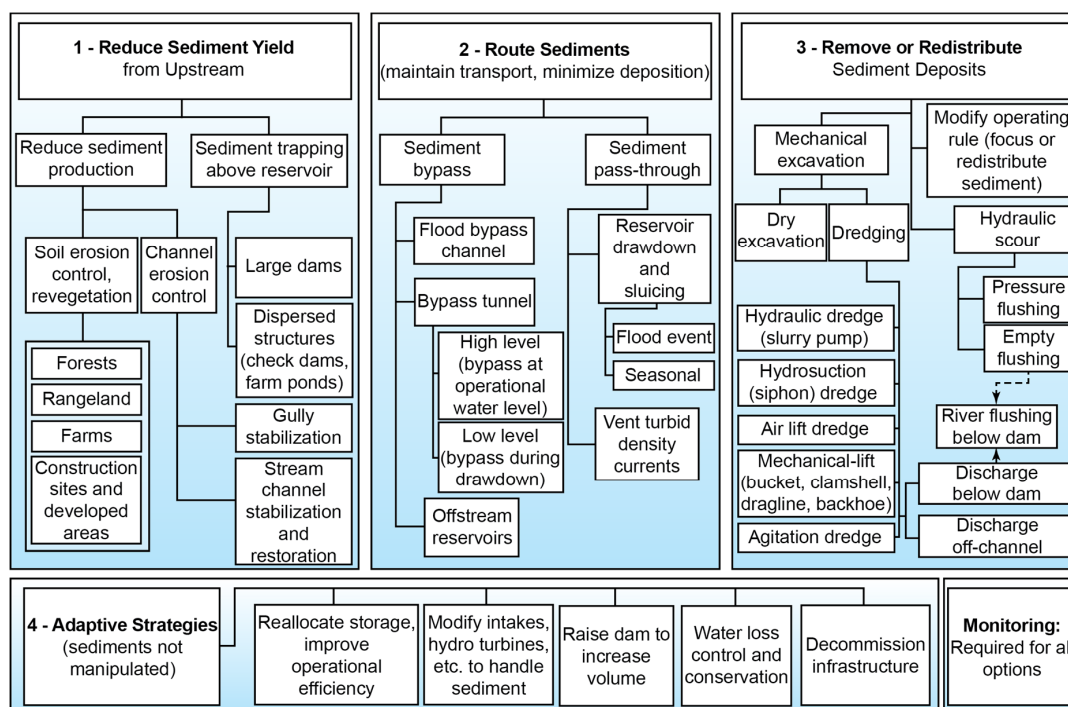 1 - Reduce Sediment Yield
from Upstream
Reduce sediment
production
Sediment trapping
above reservoir
Soil erosion
control,
revegetation
Channel
erosion
control
Large dams
Dispersed
structures
(check dams,
farm ponds)
Forests
Rangeland
Farms
Construction
sites and
developed
areas
Gully
stabilization
Stream
channel
stabilization
and
restoration
2 - Route Sediments
(maintain transport, minimize deposition)
Sediment
bypass
Sediment
pass-through
Flood bypass
channel
Bypass tunnel
High level
(bypass at
operational
water level)
Low level
(bypass during
drawdown)
Offstream
reservoirs
Reservoir
drawdown
and
sluicing
Flood event
Seasonal
Vent turbid
density
currents
3 - Remove or Redistribute
Sediment Deposits
Mechanical
excavation
Modify operating
rule (focus or
redistribute
sediment)
Dry
excavation
Dredging
Hydraulic
scour
Pressure
flushing
Empty
flushing
Hydraulic dredge
(slurry pump)
Hydrosuction
(siphon) dredge
Air lift dredge
Mechanical-lift
(bucket, clamshell,
dragline, backhoe)
Agitation dredge
River flushing
below dam
Discharge
below dam
Discharge
off-channel
4 - Adaptive Strategies
(sediments not
manipulated)
Reallocate storage,
improve
operational
efficiency
Modify intakes,
hydro turbines,
etc. to handle
sediment
Raise dam to
increase
volume
Water loss
control and
conservation
Decommission
infrastructure
Monitoring:
Required for al
options